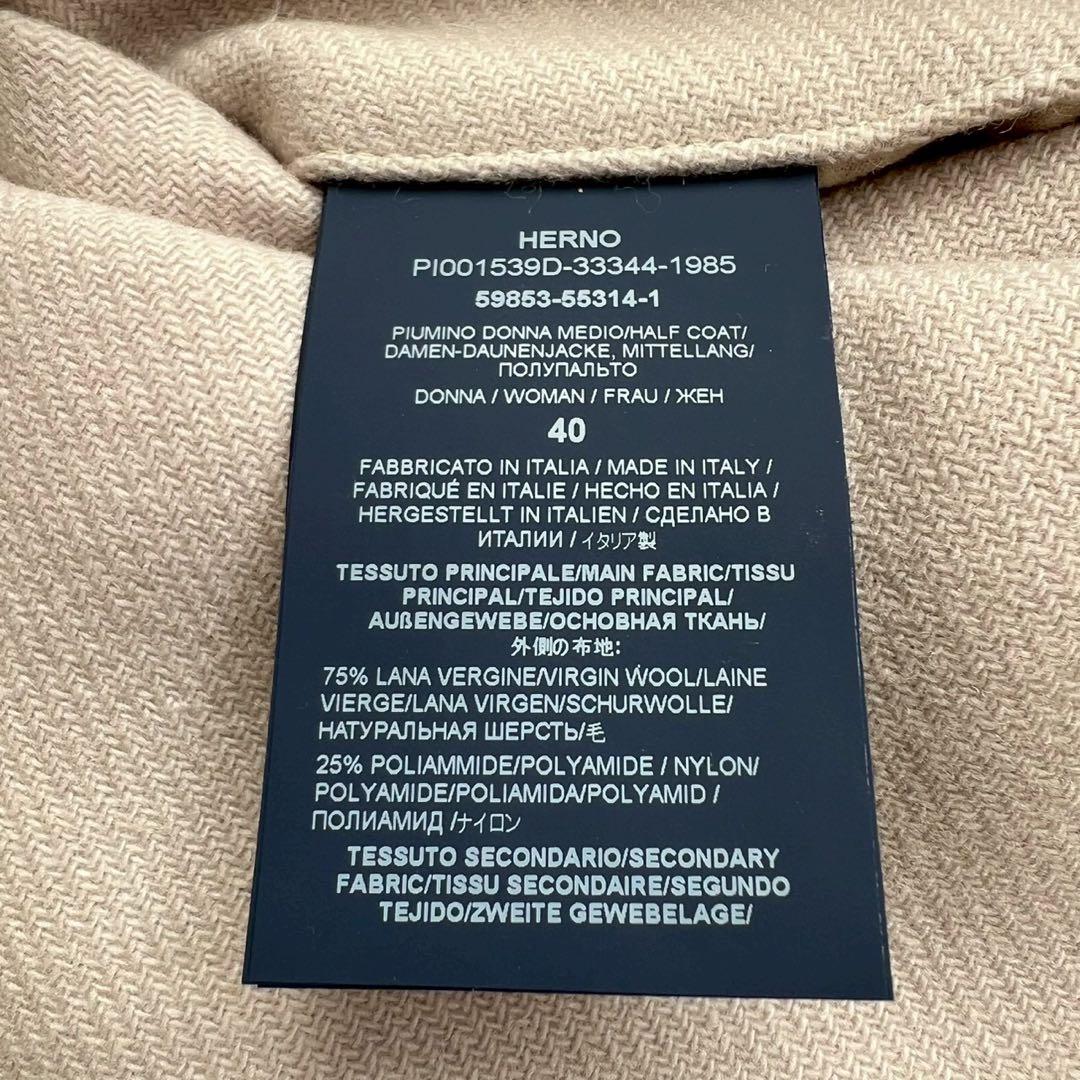 HERNO
PI001539D-33344-1985
59853-55314-1
PIUMINO DONNA MEDIO/HALF COAT/
DAMEN-DAUNENJACKE, MITTELLANG/
ПОЛУПАЛЬТО
DONNA / WOMAN / FRAU / ЖЕН
40
FABBRICATO IN ITALIA / MADE IN ITALY /
FABRIQUÉ EN ITALIE / HECHO EN ITALIA /
HERGESTELLT IN ITALIEN / СДЕЛАНО В
ИТАЛИИ / イタリア製
TESSUTO PRINCIPALE/MAIN FABRIC/TISSU
PRINCIPAL/TEJIDO PRINCIPAL/
AUßENGEWEBE/ОСНОВНАЯ ТКАНЬ/
外側の布地:
75% LANA VERGINE/VIRGIN WOOL/LAINE
VIERGE/LANA VIRGEN/SCHURWOLLE/
НАТУРАЛЬНАЯ ШЕРСТЬ/毛
25% POLIAMMIDE/POLYAMIDE / NYLON/
POLYAMIDE/POLIAMIDA/POLYAMID /
ПОЛИАМИД /ナイロン
TESSUTO SECONDARIO/SECONDARY
FABRIC/TISSU SECONDAIRE/SEGUNDO
TEJIDO/ZWEITE GEWEBELAGE/